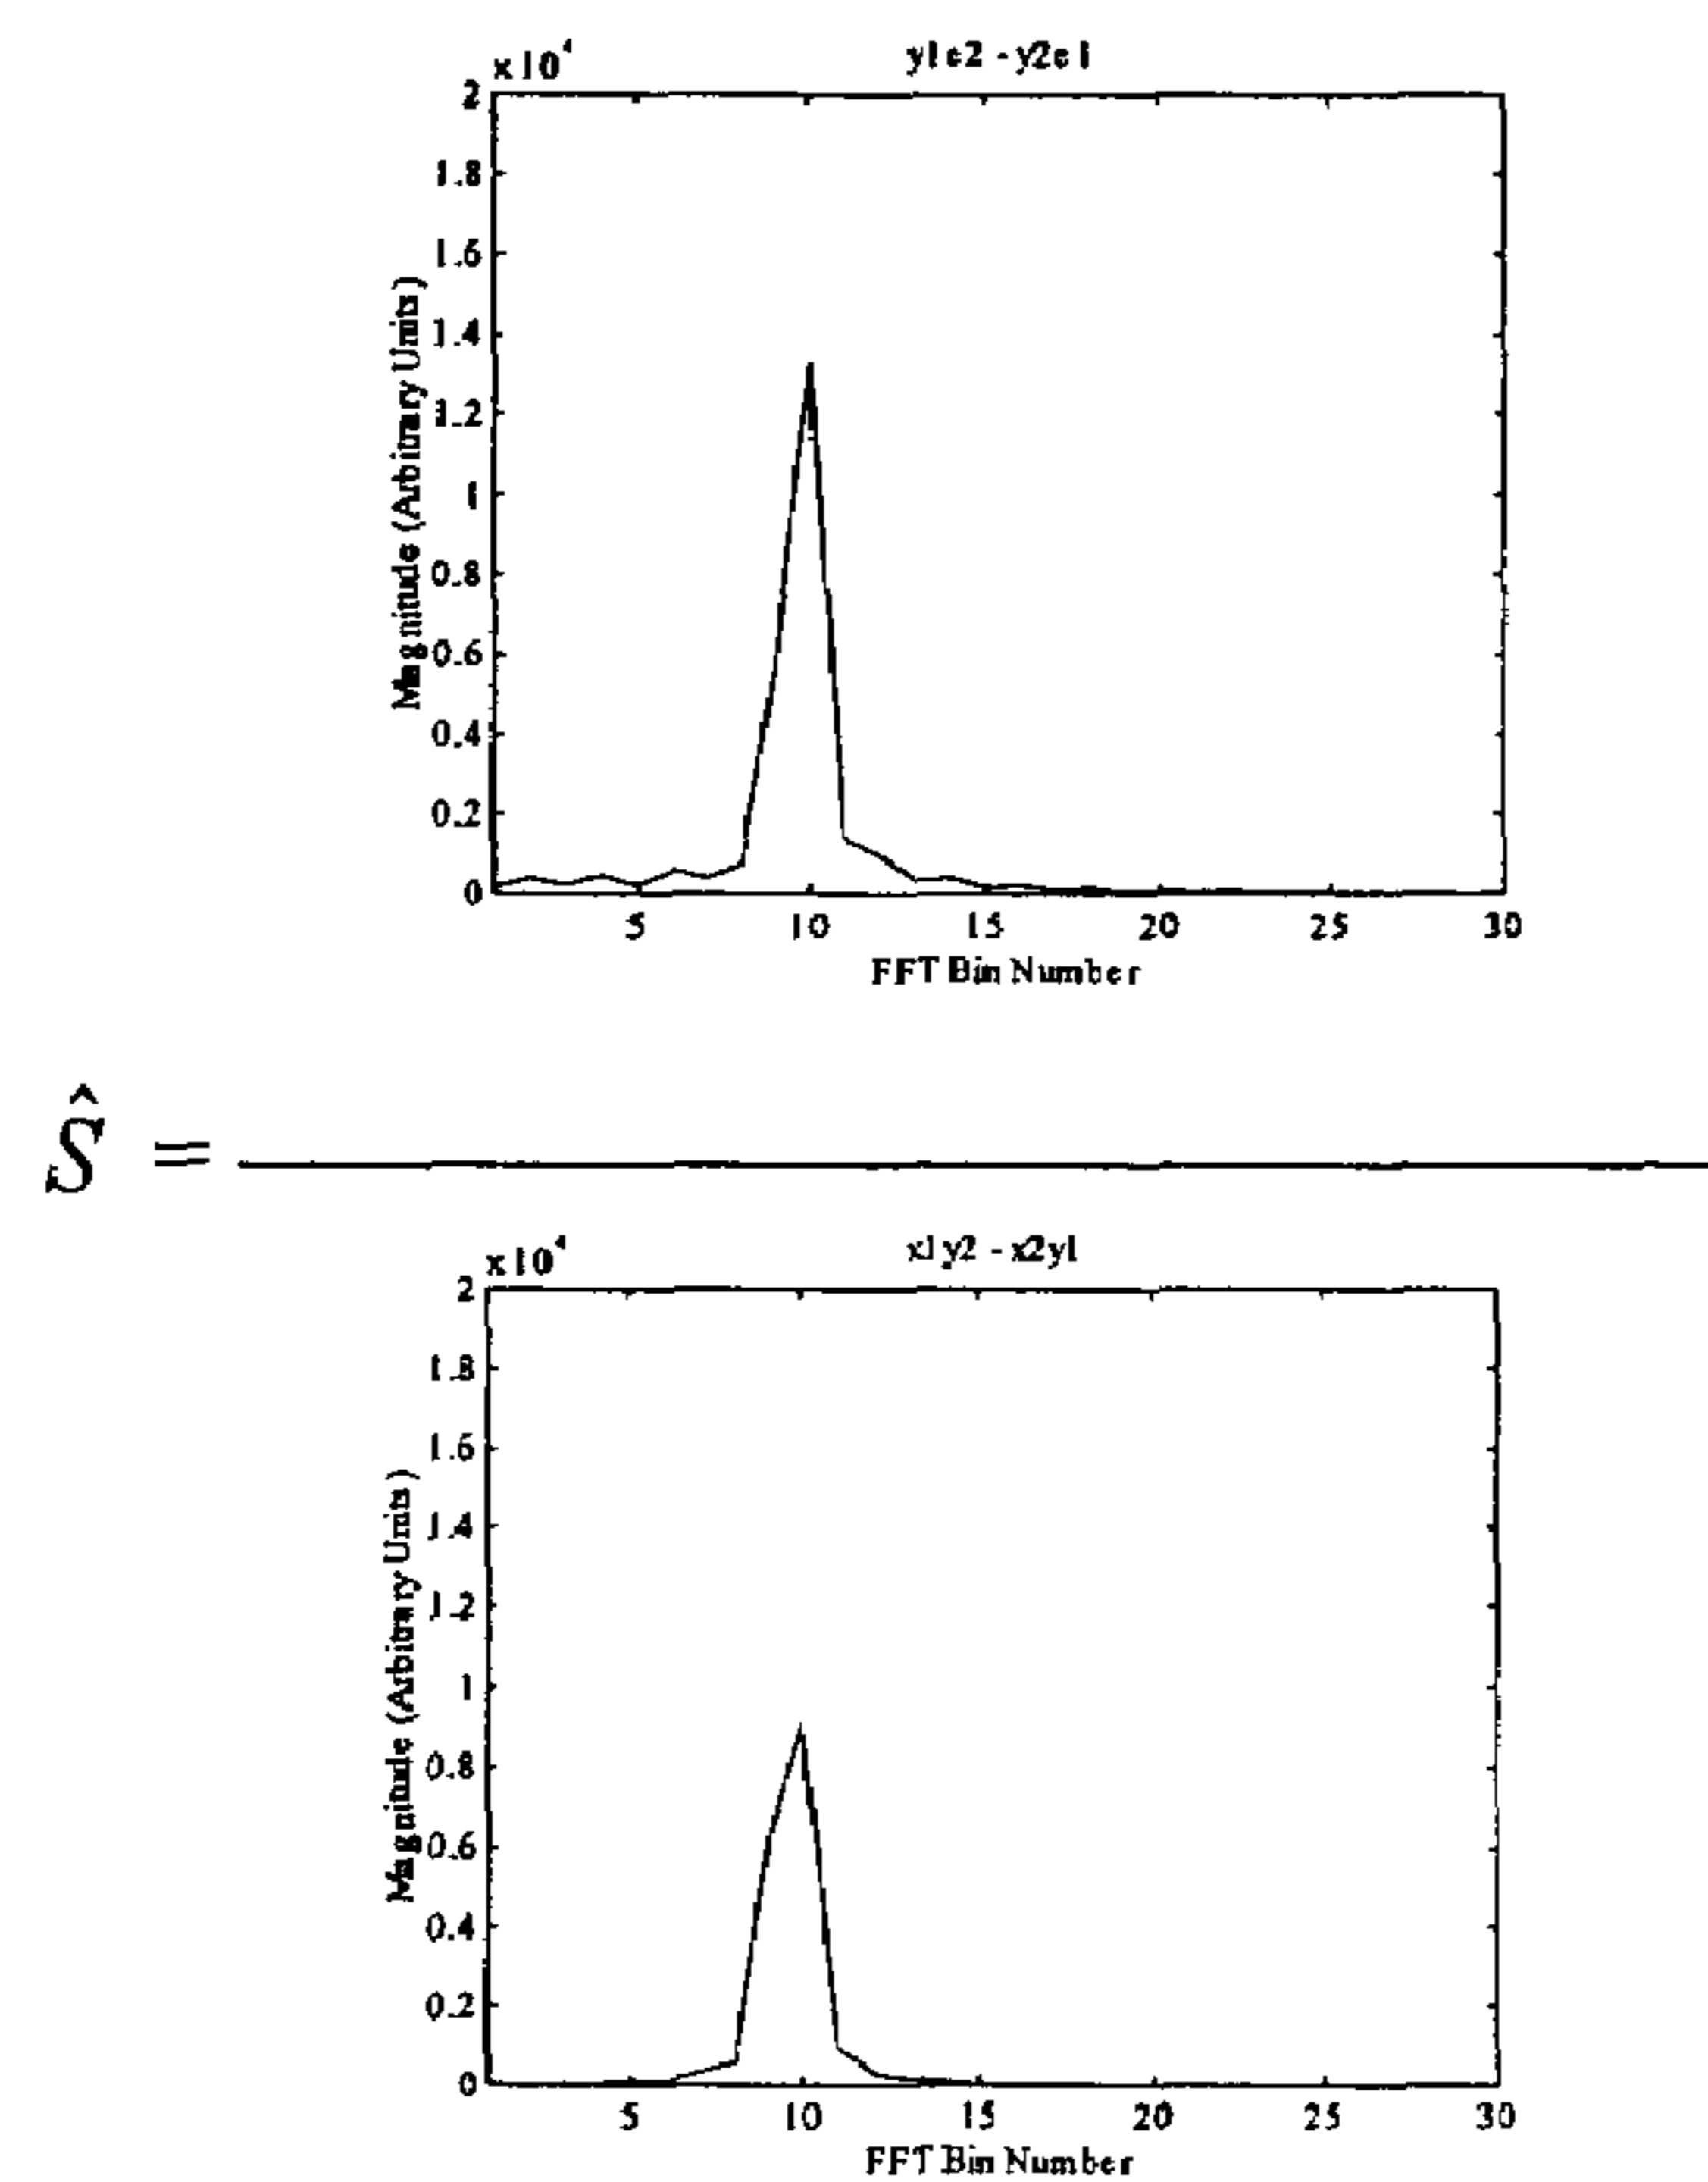 x10⁴
y1e2 - y2e1
2
1.8
1.6
1.4
1.2
1
0.8
0.6
0.4
0.2
0
Magnitude (Arbitrary Units)
5 10 15 20 25 30
FFT Bin Number
Ŝ =
x10⁴
x1y2 - x2y1
2
1.8
1.6
1.4
1.2
1
0.8
0.6
0.4
0.2
0
Magnitude (Arbitrary Units)
5 10 15 20 25 30
FFT Bin Number